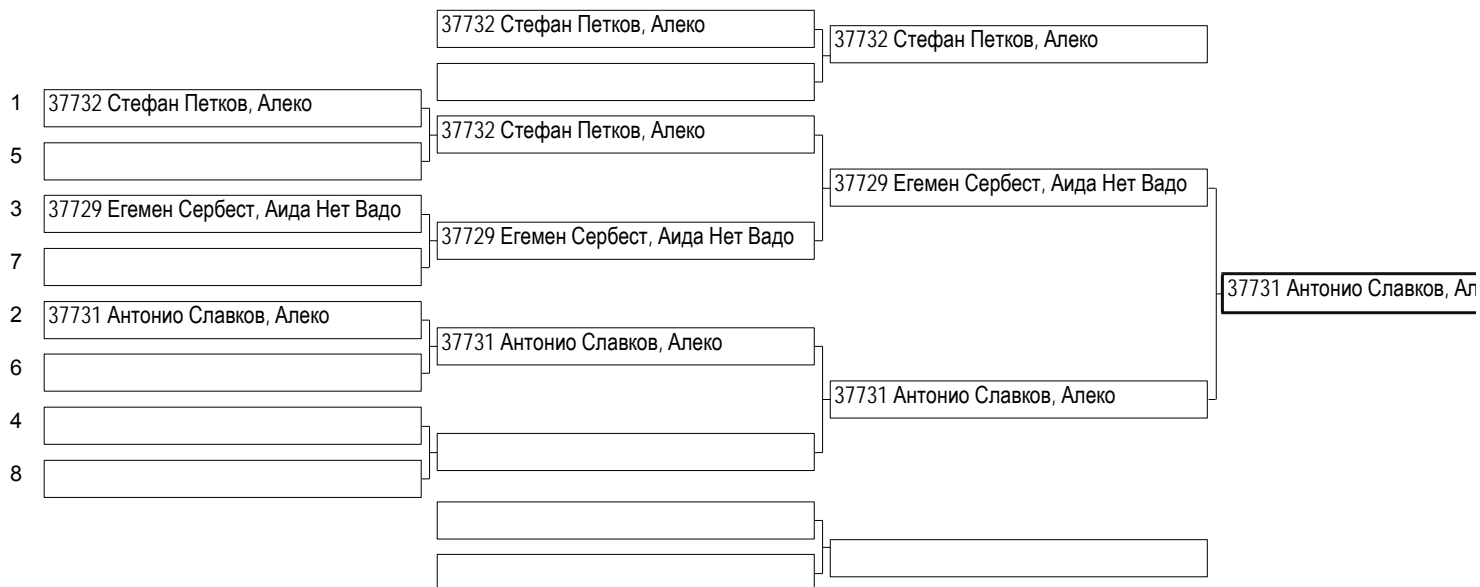 37732 Стефан Петков, Алеко
37732 Стефан Петков, Алеко
1 37732 Стефан Петков, Алеко
37732 Стефан Петков, Алеко
5
37729 Егемен Сербест, Аида Нет Вадо
3 37729 Егемен Сербест, Аида Нет Вадо
37729 Егемен Сербест, Аида Нет Вадо
7
37731 Антонио Славков, Ал
2 37731 Антонио Славков, Алеко
37731 Антонио Славков, Алеко
6
37731 Антонио Славков, Алеко
4
8